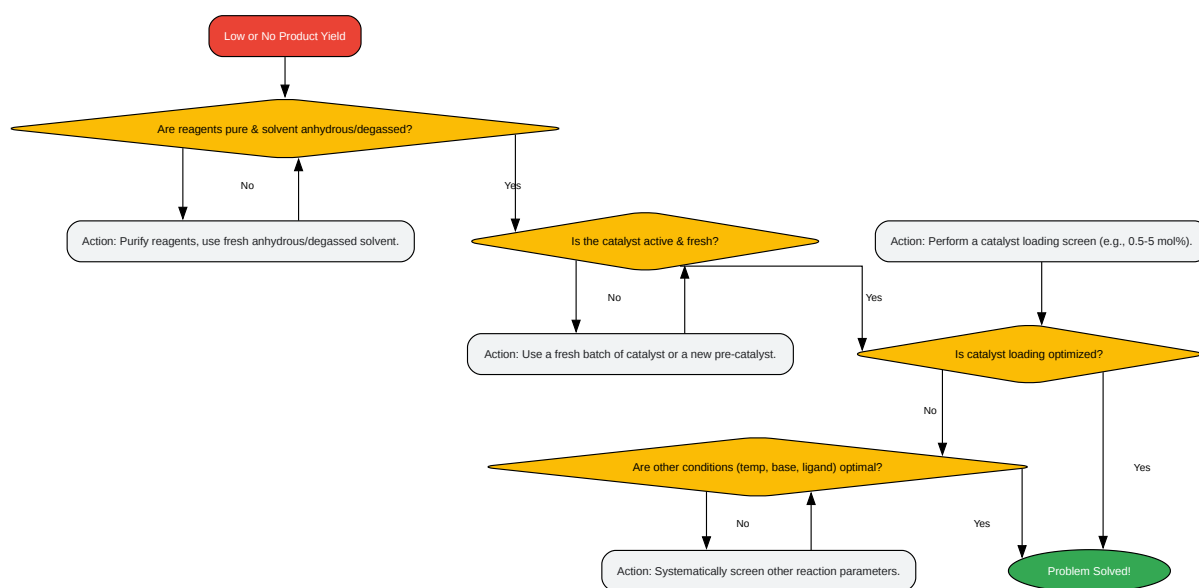 Low or No Product Yield
Are reagents pure & solvent anhydrous/degassed?
No
Yes
Action: Purify reagents, use fresh anhydrous/degassed solvent.
Is the catalyst active & fresh?
Action: Perform a catalyst loading screen (e.g., 0.5-5 mol%).
No
Yes
Action: Use a fresh batch of catalyst or a new pre-catalyst.
Is catalyst loading optimized?
No
Yes
Are other conditions (temp, base, ligand) optimal?
No
Yes
Action: Systematically screen other reaction parameters.
Problem Solved!